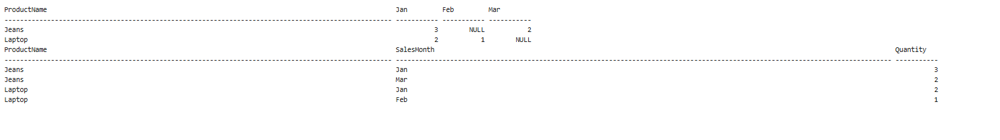 ProductName Jan Feb Mar
---------------------------------------------------------------------------------------------------- ----------- ----------- -----------
Jeans 3 NULL 2
Laptop 2 1 NULL
ProductName SalesMonth Quantity
---------------------------------------------------------------------------------------------------- -------------------------------------------------------------------------------------------------------------------------------- -----------
Jeans Jan 3
Jeans Mar 2
Laptop Jan 2
Laptop Feb 1